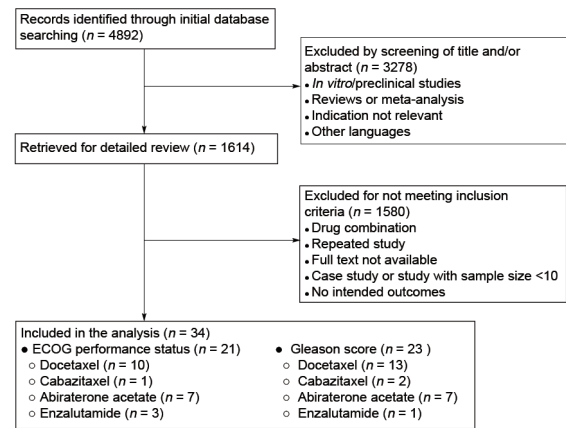 Records identified through initial database
searching (n = 4892)
Excluded by screening of title and/or
abstract (n = 3278)
• In vitro/preclinical studies
• Reviews or meta-analysis
• Indication not relevant
• Other languages
Retrieved for detailed review (n = 1614)
Excluded for not meeting inclusion
criteria (n = 1580)
• Drug combination
• Repeated study
• Full text not available
• Case study or study with sample size <10
• No intended outcomes
Included in the analysis (n = 34)
● ECOG performance status (n = 21)
○ Docetaxel (n = 10)
○ Cabazitaxel (n = 1)
○ Abiraterone acetate (n = 7)
○ Enzalutamide (n = 3)
● Gleason score (n = 23 )
○ Docetaxel (n = 13)
○ Cabazitaxel (n = 2)
○ Abiraterone acetate (n = 7)
○ Enzalutamide (n = 1)